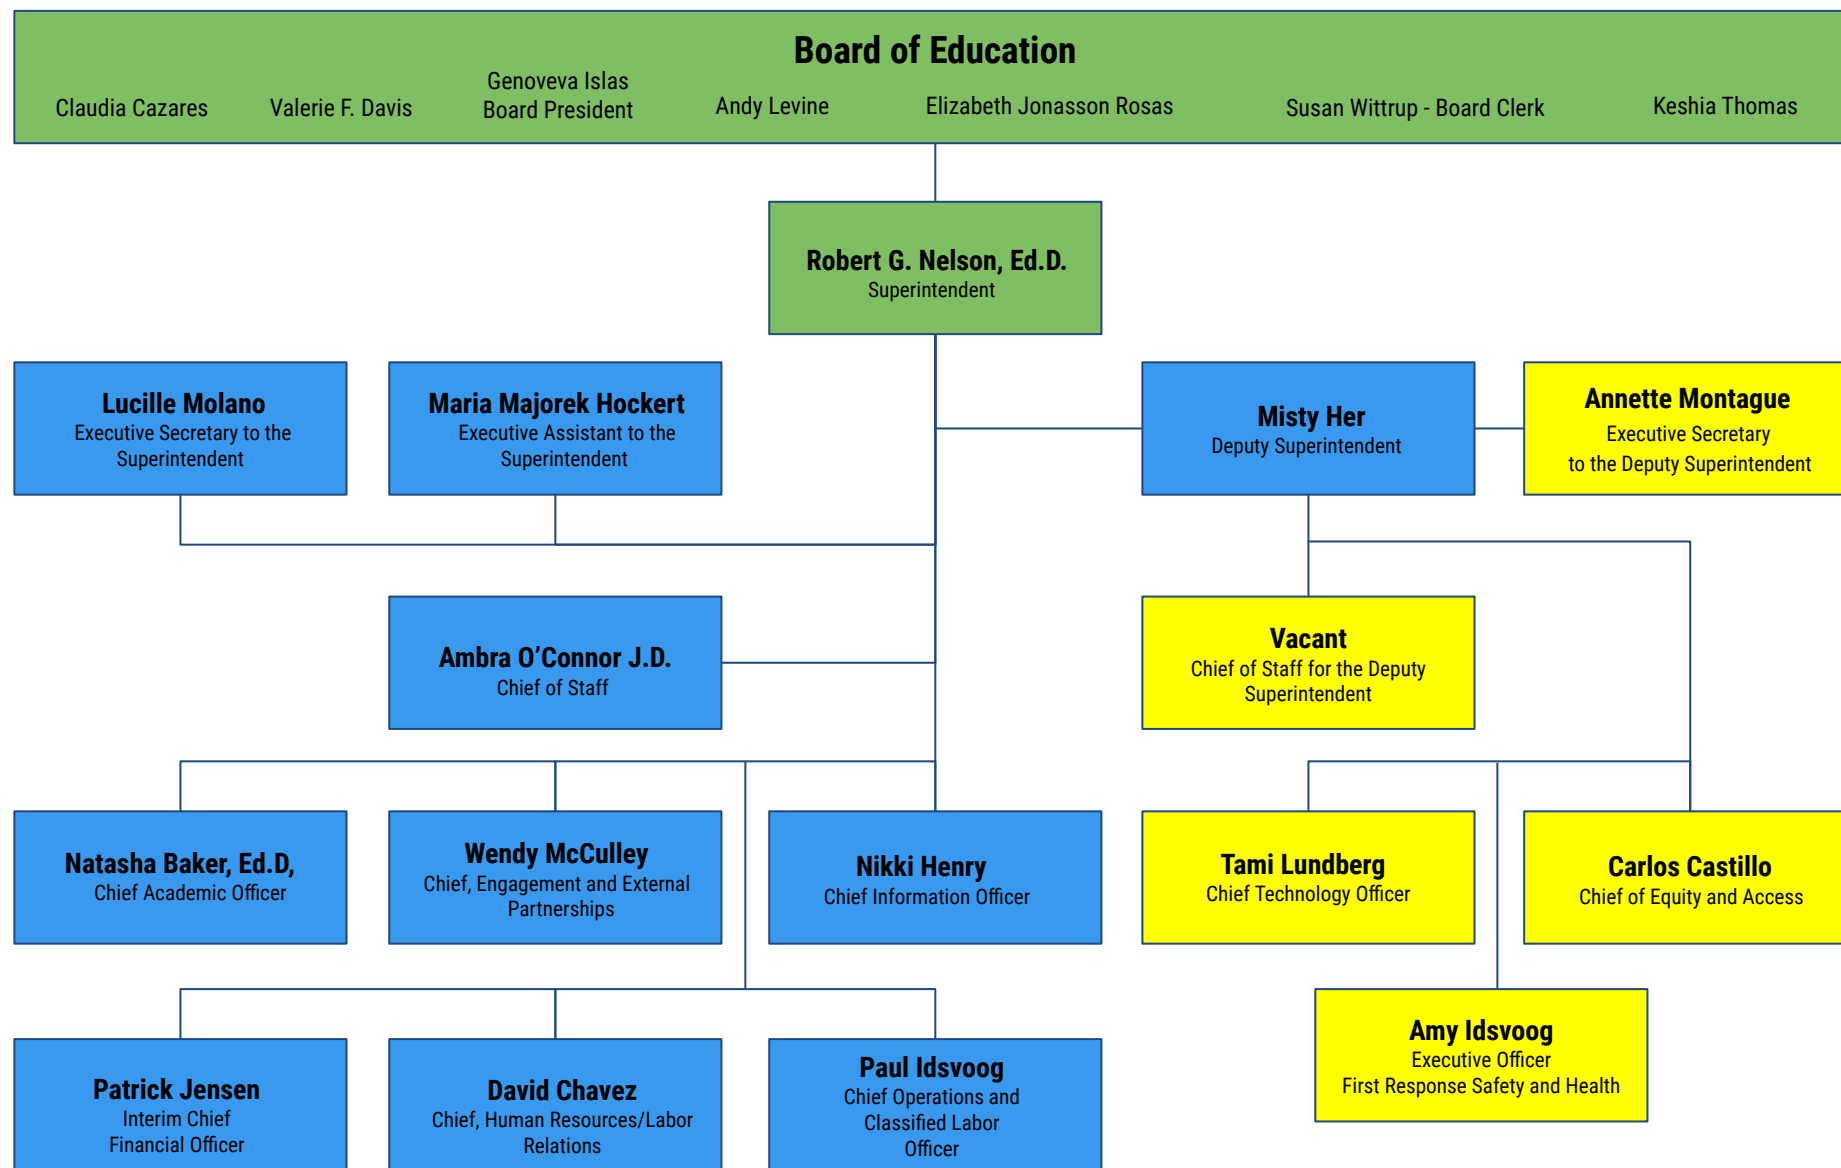 Board of Education
Claudia Cazares
Valerie F. Davis
Genoveva Islas
Board President
Andy Levine
Elizabeth Jonasson Rosas
Susan Wittrup - Board Clerk
Keshia Thomas
Robert G. Nelson, Ed.D.
Superintendent
Lucille Molano
Executive Secretary to the
Superintendent
Maria Majorek Hockert
Executive Assistant to the
Superintendent
Misty Her
Deputy Superintendent
Annette Montague
Executive Secretary
to the Deputy Superintendent
Ambra O’Connor J.D.
Chief of Staff
Vacant
Chief of Staff for the Deputy
Superintendent
Natasha Baker, Ed.D,
Chief Academic Officer
Wendy McCulley
Chief, Engagement and External
Partnerships
Nikki Henry
Chief Information Officer
Tami Lundberg
Chief Technology Officer
Carlos Castillo
Chief of Equity and Access
Patrick Jensen
Interim Chief
Financial Officer
David Chavez
Chief, Human Resources/Labor
Relations
Paul Idsvoog
Chief Operations and
Classified Labor
Officer
Amy Idsvoog
Executive Officer
First Response Safety and Health